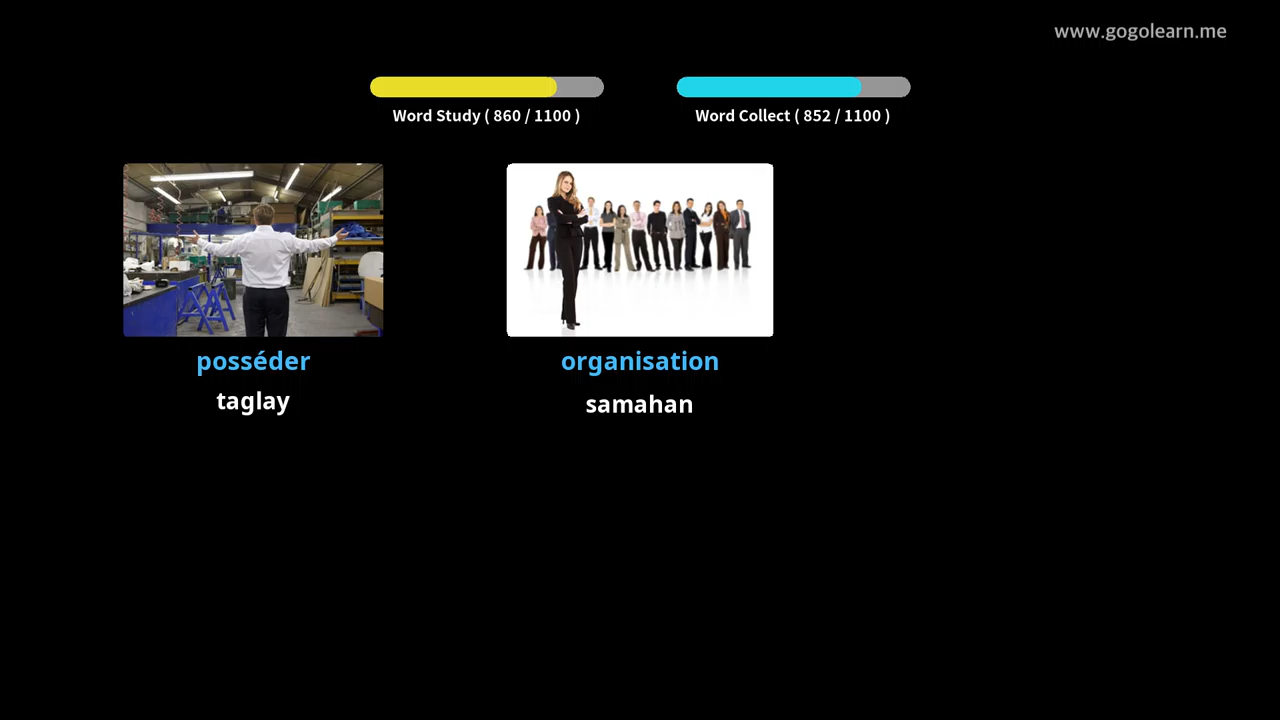 www.gogolearn.me
Word Study ( 860 / 1100 )
Word Collect ( 852 / 1100 )
posséder
taglay
organisation
samahan